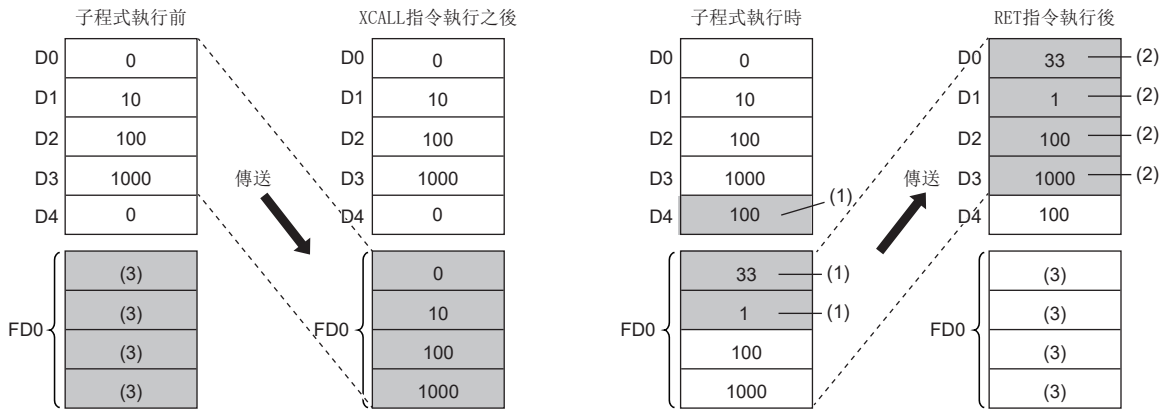 子程式執行前
D0 0
D1 10
D2 100
D3 1000
D4 0
FD0
(3)
(3)
(3)
(3)
傳送
XCALL指令執行之後
D0 0
D1 10
D2 100
D3 1000
D4 0
FD0
0
10
100
1000
子程式執行時
D0 0
D1 10
D2 100
D3 1000
D4 100 (1)
FD0
33 (1)
1 (1)
100
1000
傳送
RET指令執行後
D0 33 (2)
D1 1 (2)
D2 100 (2)
D3 1000 (2)
D4 100
FD0
(3)
(3)
(3)
(3)